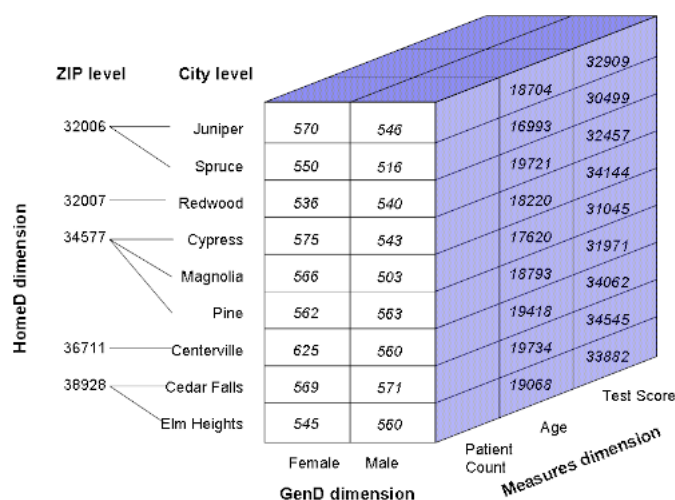 ZIP level City level
32006 Juniper 570 546 18704 32909
Spruce 550 516 16993 30499
32007 Redwood 536 540 19721 32457
34577 Cypress 575 543 18220 34144
Magnolia 566 503 17620 31045
Pine 562 563 18793 31971
36711 Centerville 625 560 19418 34062
38928 Cedar Falls 569 571 19734 34545
Elm Heights 545 560 19068 33882
HomeD dimension
Female Male
GenD dimension
Patient
Count
Age
Test Score
Measures dimension